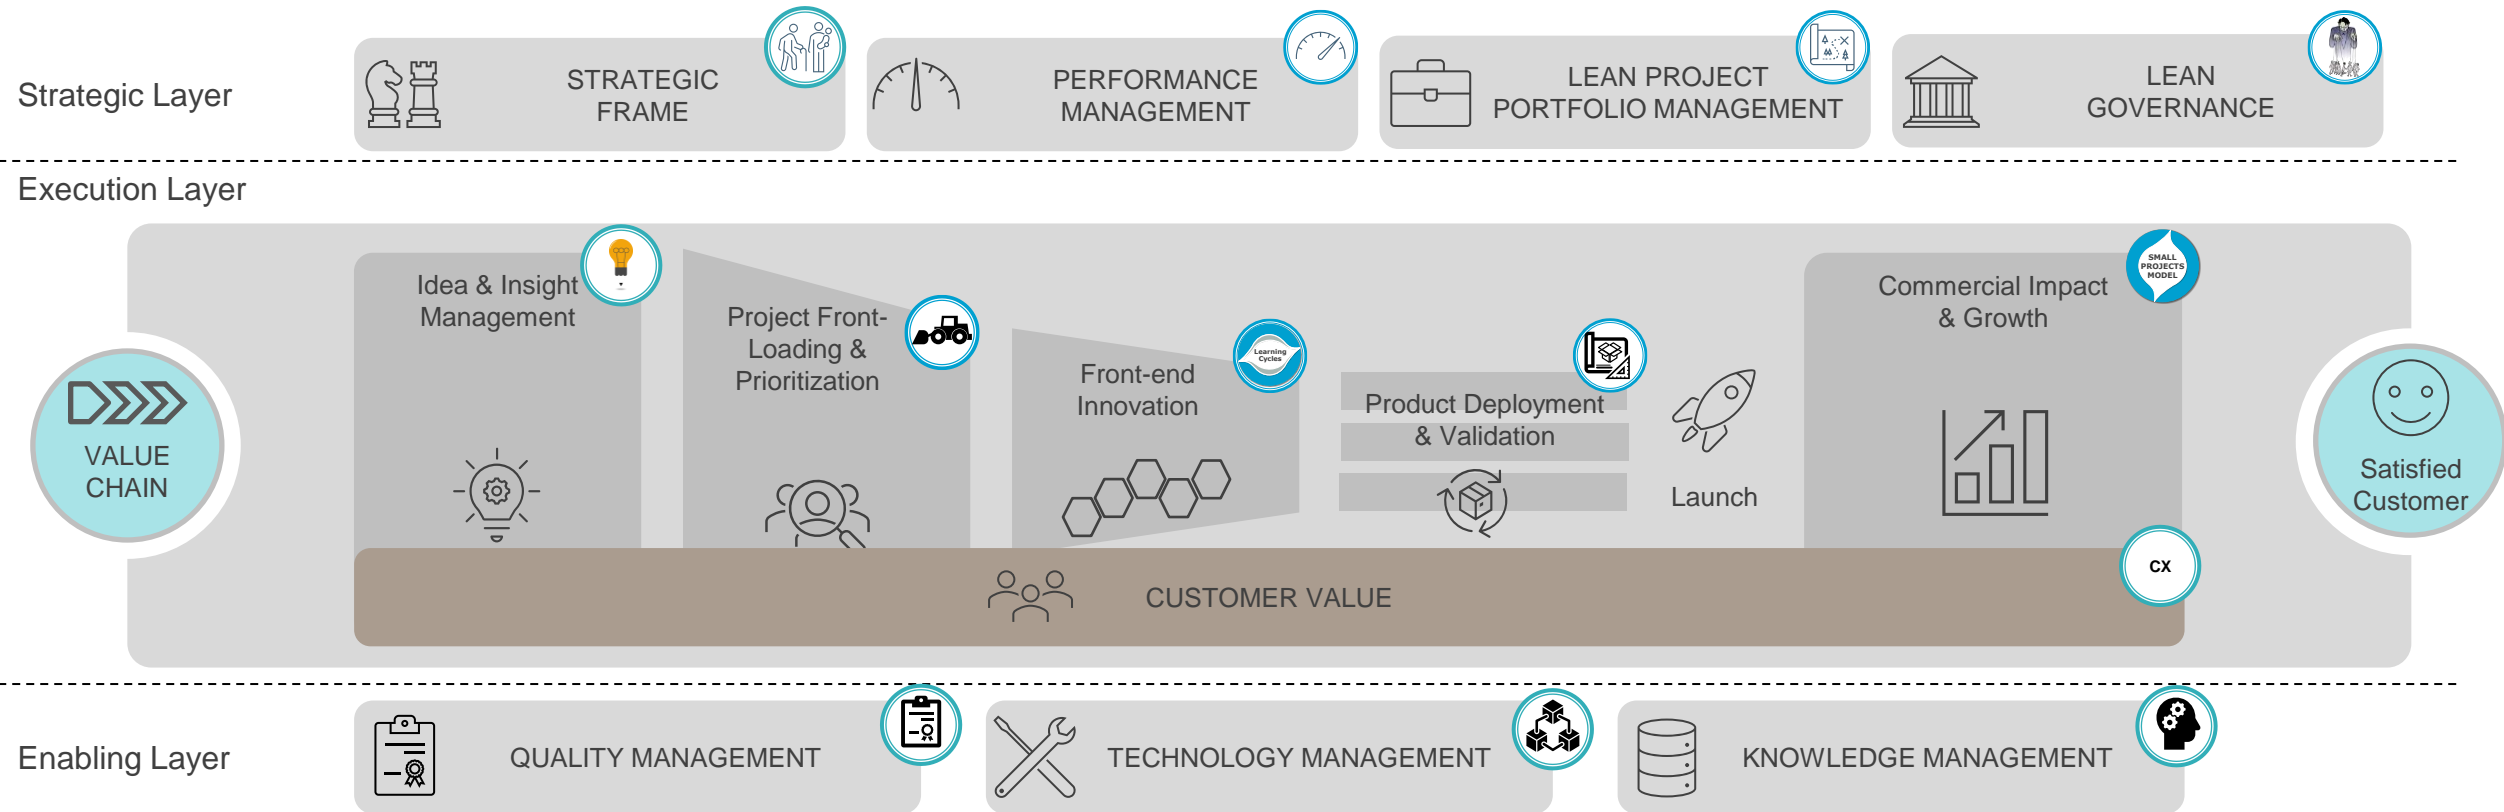 Strategic Layer
STRATEGIC
FRAME
PERFORMANCE
MANAGEMENT
LEAN PROJECT
PORTFOLIO MANAGEMENT
LEAN
GOVERNANCE
Execution Layer
VALUE
CHAIN
Idea & Insight
Management
Project Front-
Loading &
Prioritization
Front-end
Innovation
Learning
Cycles
Product Deployment
& Validation
Launch
Commercial Impact
& Growth
SMALL
PROJECTS
MODEL
Satisfied
Customer
CUSTOMER VALUE
CX
Enabling Layer
QUALITY MANAGEMENT
TECHNOLOGY MANAGEMENT
KNOWLEDGE MANAGEMENT